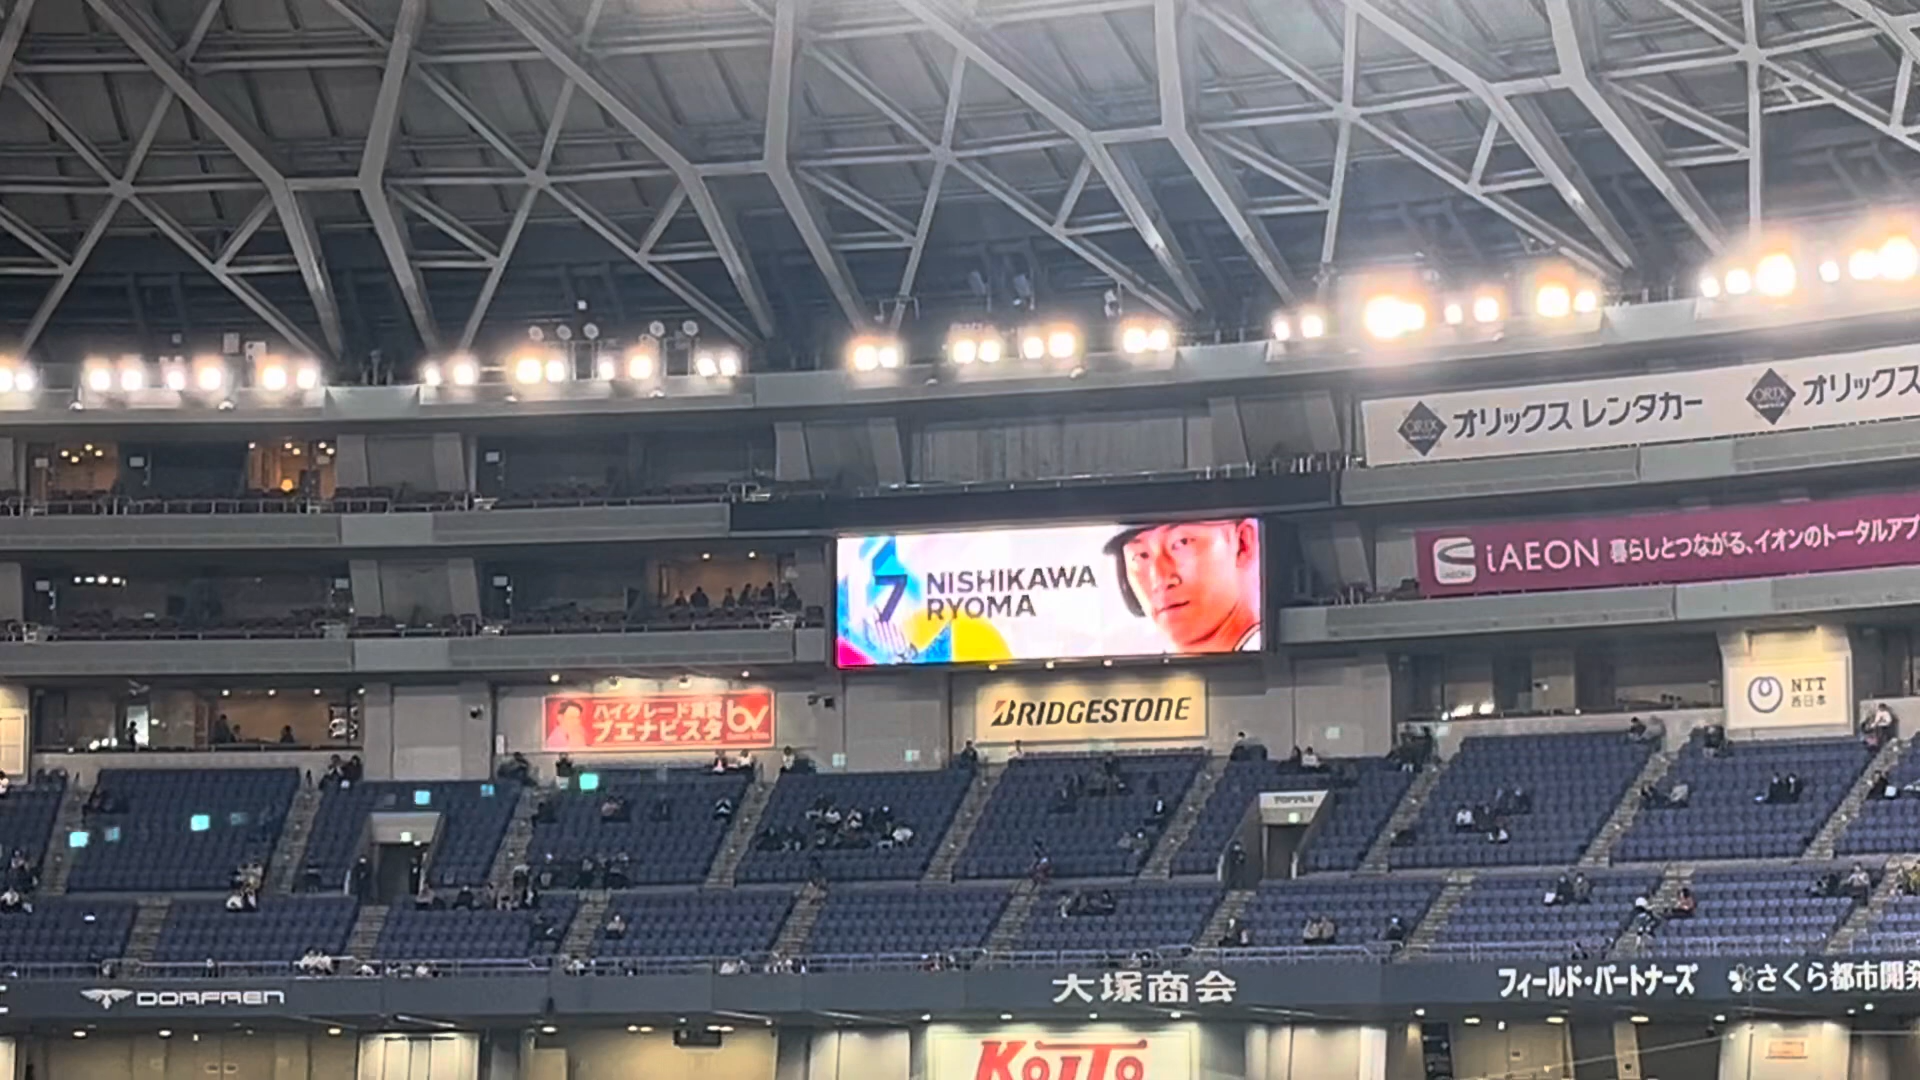 オリックス レンタカー
オリックス
iAEON 暮らしとつながる、イオンのトータルアプ
7 NISHIKAWA
RYOMA
ハイグレード賃貸
ブエナビスタ bv
BRIDGESTONE
NTT
西日本
TOPPAN
DORFREN
大塚商会
フィールド・パートナーズ
さくら都市開発
KOITO